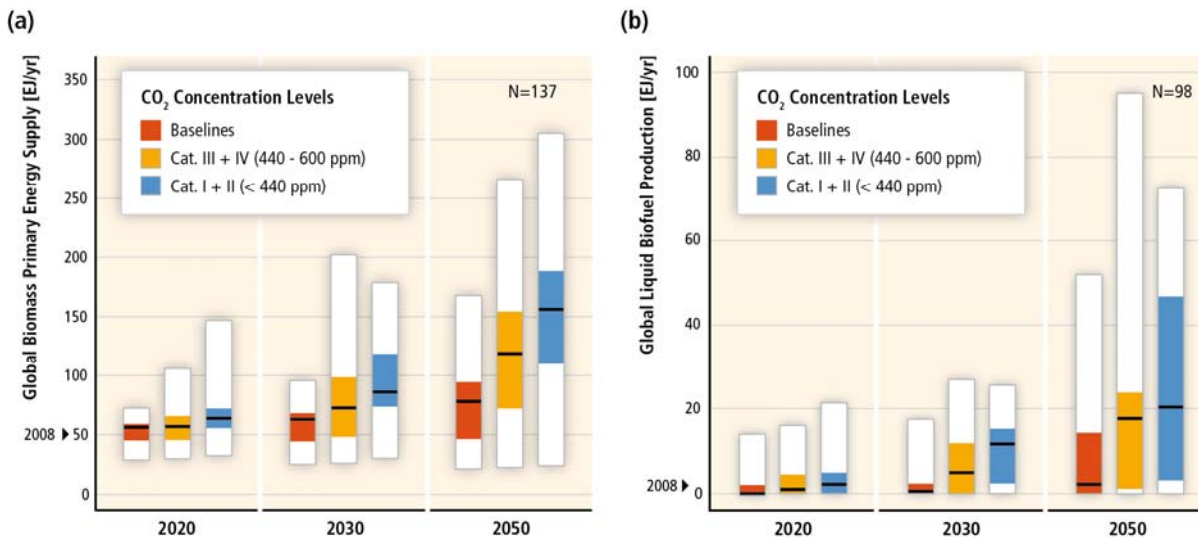 (a)
Global Biomass Primary Energy Supply [EJ/yr]
350
300
250
200
150
100
50
0
2008
CO₂ Concentration Levels
Baselines
Cat. III + IV (440 - 600 ppm)
Cat. I + II (< 440 ppm)
N=137
2020
2030
2050
(b)
Global Liquid Biofuel Production [EJ/yr]
100
80
60
40
20
0
2008
CO₂ Concentration Levels
Baselines
Cat. III + IV (440 - 600 ppm)
Cat. I + II (< 440 ppm)
N=98
2020
2030
2050